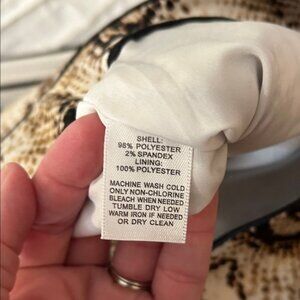 SHELL:
98% POLYESTER
2% SPANDEX
LINING:
100% POLYESTER
MACHINE WASH COLD
ONLY NON-CHLORINE
BLEACH WHEN NEEDED
TUMBLE DRY LOW
WARM IRON IF NEEDED
OR DRY CLEAN